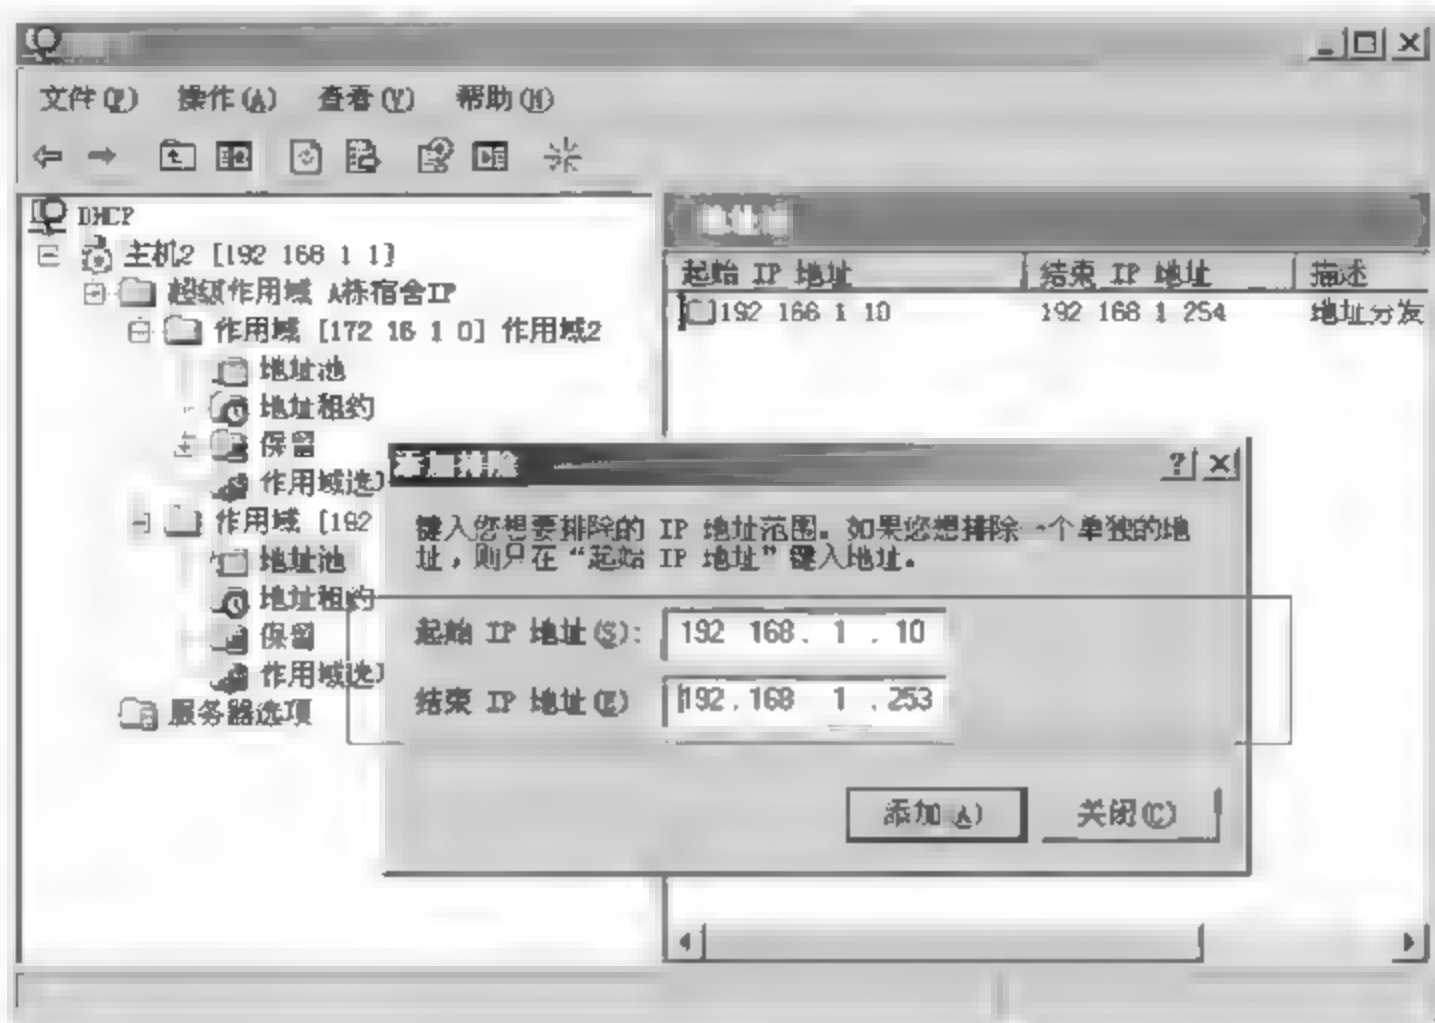 文件(F) 操作(A) 查看(V) 帮助(H)
DHCP
主机2 [192 168 1 1]
超级作用域 A栋宿舍IP
作用域 [172 16 1 0] 作用域2
地址池
地址租约
保留
作用域选
作用域 [192
地址池
地址租约
保留
作用域选
服务器选项
地址池
起始 IP 地址 结束 IP 地址 描述
192 168 1 10 192 168 1 254 地址分发
添加排除
键入您想要排除的 IP 地址范围。如果您想排除一个单独的地
址，则只在“起始 IP 地址”键入地址。
起始 IP 地址(S): 192 168. 1 . 10
结束 IP 地址(E) 192.168 1 .253
添加(A) 关闭(C)